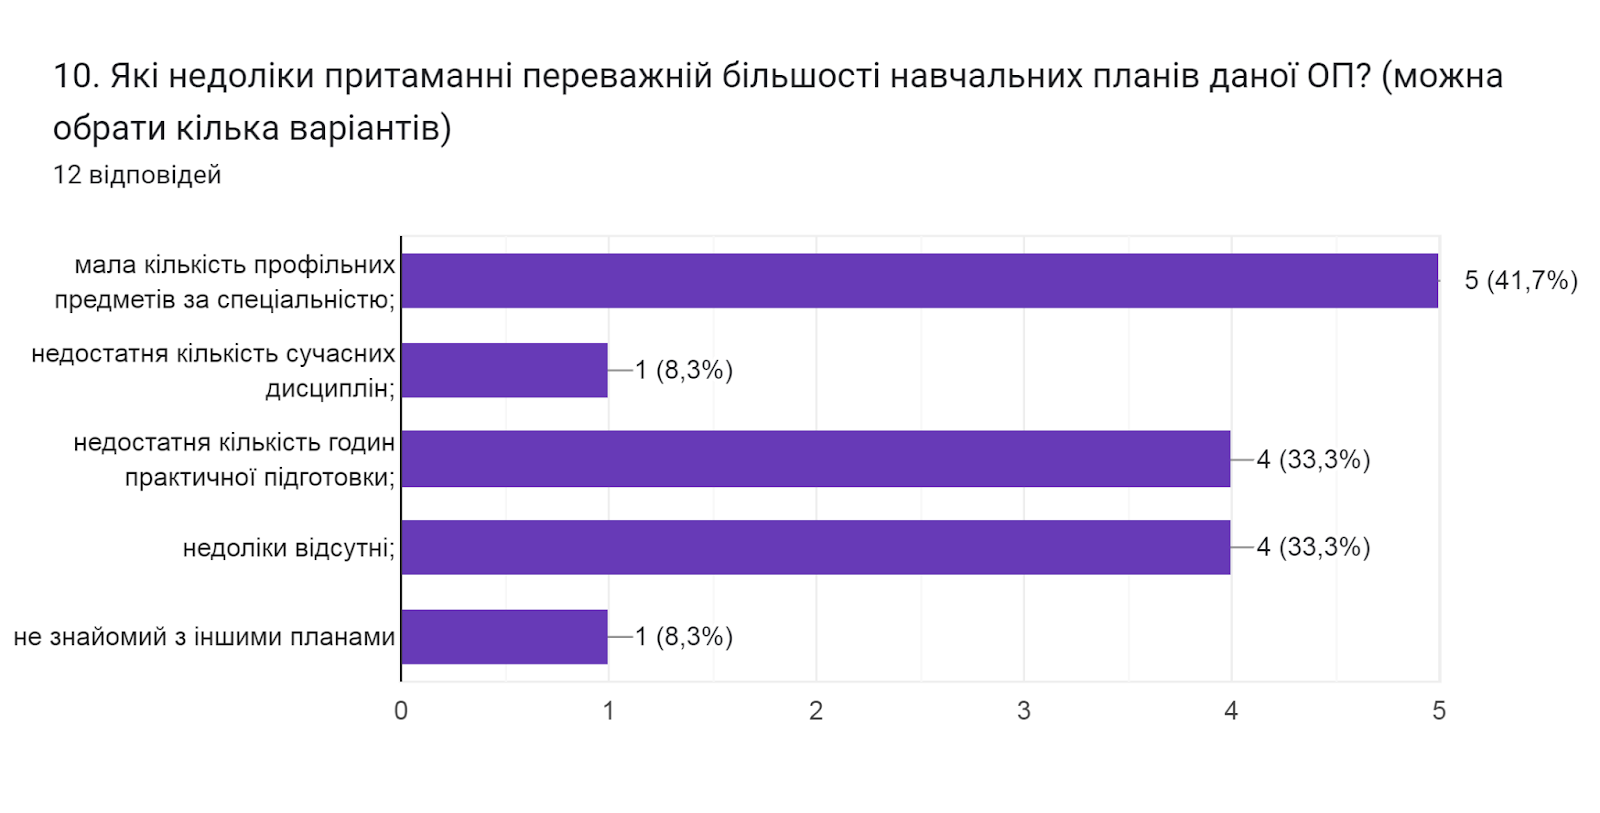 10. Які недоліки притаманні переважній більшості навчальних планів даної ОП? (можна
обрати кілька варіантів)
12 відповідей
мала кількість профільних
предметів за спеціальністю;
5 (41,7%)
недостатня кількість сучасних
дисциплін;
1 (8,3%)
недостатня кількість годин
практичної підготовки;
4 (33,3%)
недоліки відсутні;
4 (33,3%)
не знайомий з іншими планами
1 (8,3%)
0 1 2 3 4 5